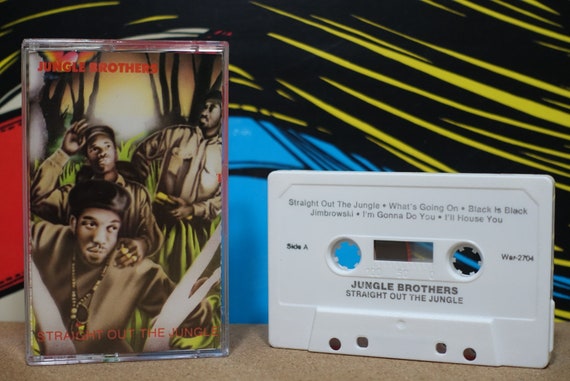 JUNGLE BROTHERS
STRAIGHT OUT THE JUNGLE
Straight Out The Jungle • What's Going On • Black Is Black
Jimbrowski • I'm Gonna Do You • I'll House You
Side A
War-2704
JUNGLE BROTHERS
STRAIGHT OUT THE JUNGLE